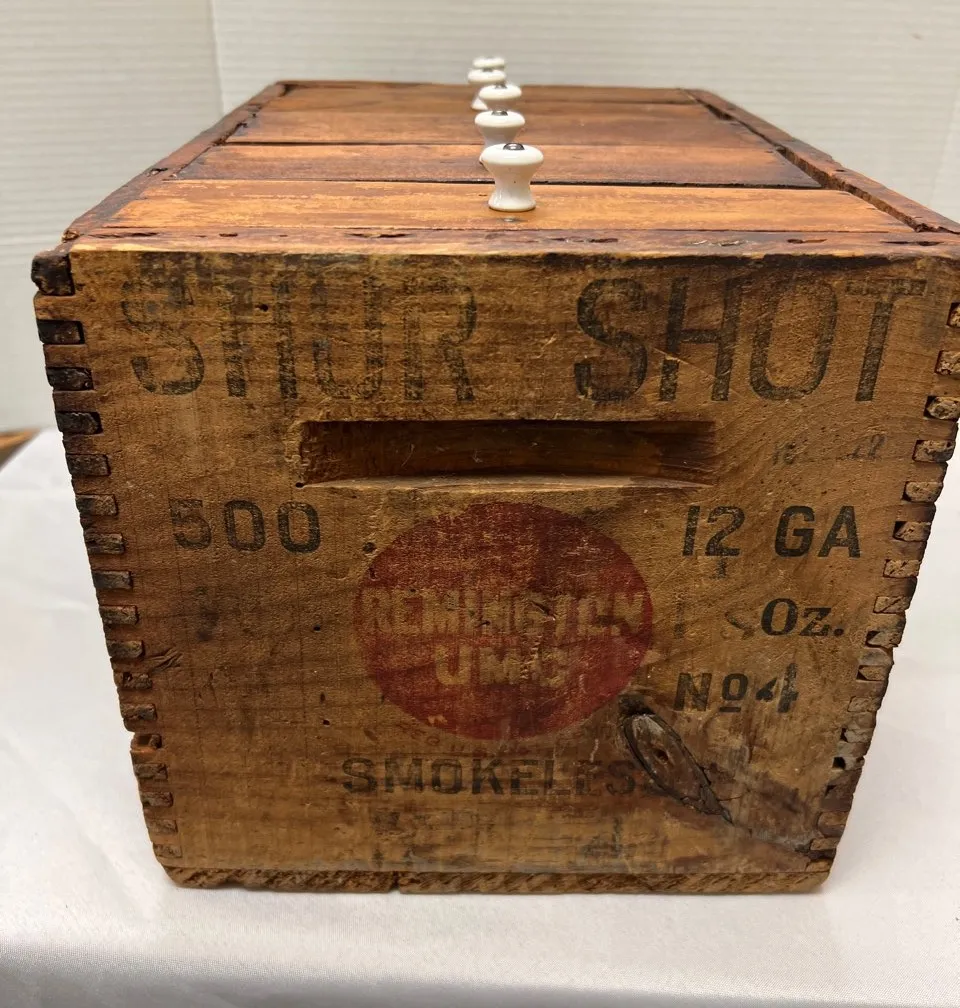 SHUR SHOT
500
12 GA
Oz.
REMINGTON
UMC
No 4
SMOKELESS